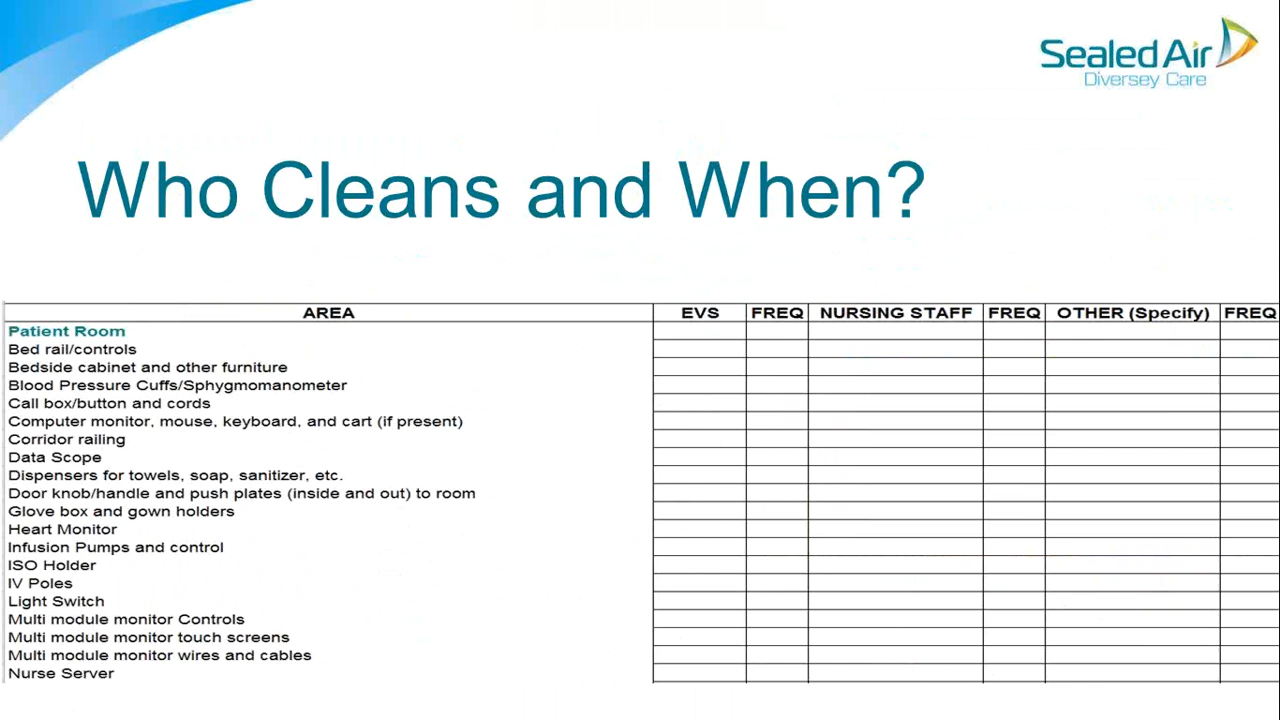 Sealed Air
Diversey Care
Who Cleans and When?
AREA EVS FREQ NURSING STAFF FREQ OTHER (Specify) FREQ
Patient Room
Bed rail/controls
Bedside cabinet and other furniture
Blood Pressure Cuffs/Sphygmomanometer
Call box/button and cords
Computer monitor, mouse, keyboard, and cart (if present)
Corridor railing
Data Scope
Dispensers for towels, soap, sanitizer, etc.
Door knob/handle and push plates (inside and out) to room
Glove box and gown holders
Heart Monitor
Infusion Pumps and control
ISO Holder
IV Poles
Light Switch
Multi module monitor Controls
Multi module monitor touch screens
Multi module monitor wires and cables
Nurse Server